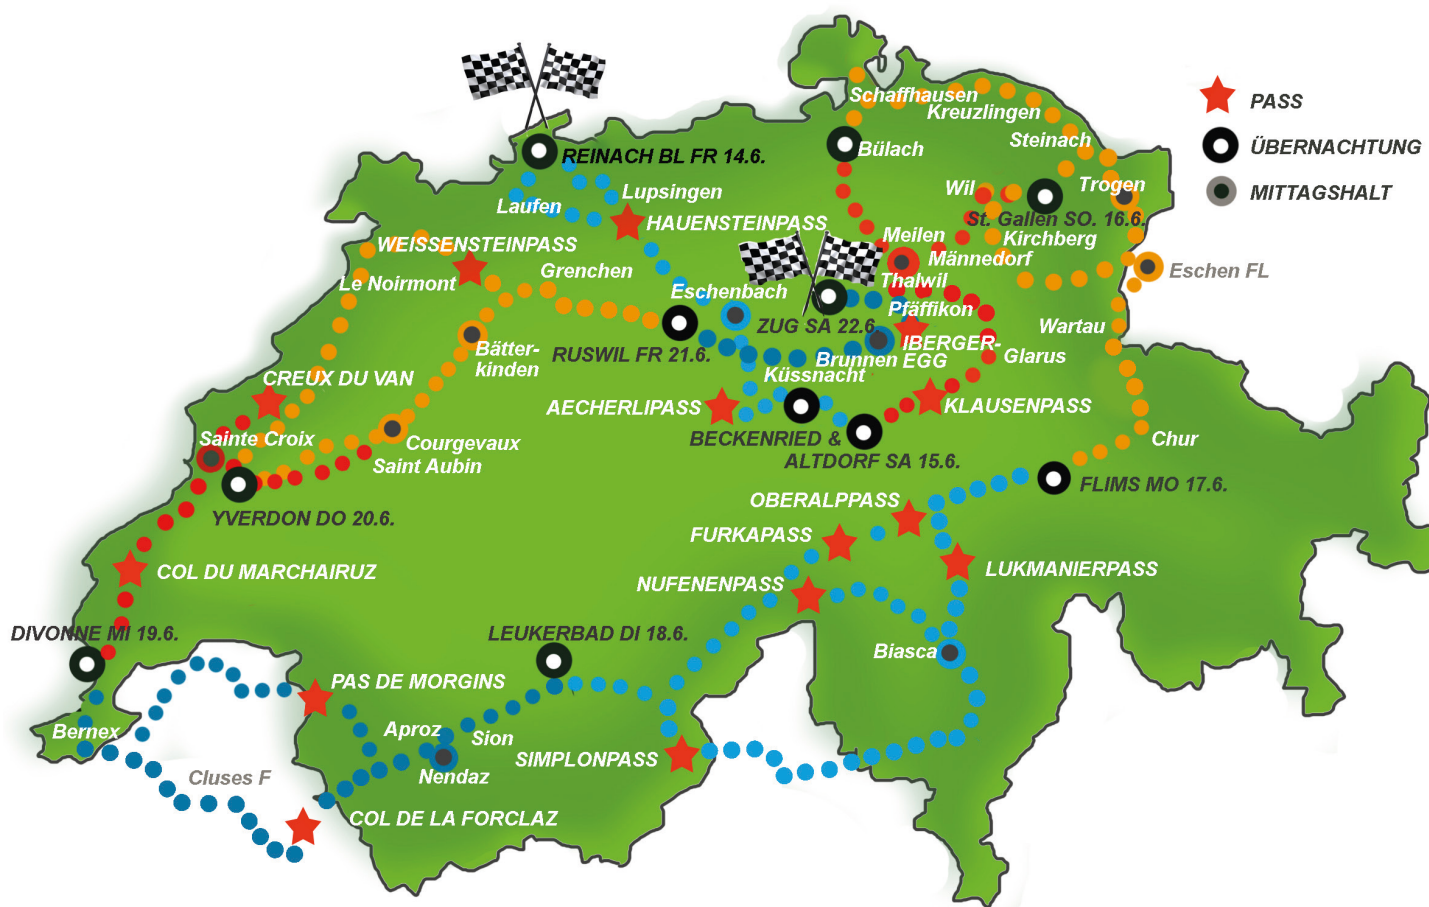 Schaffhausen
Kreuzlingen
PASS
Steinach
ÜBERNACHTUNG
Bülach
REINACH BL FR 14.6.
Lupsingen
Wil
Trogen
MITTAGSHALT
Laufen
HAUENSTEINPASS
St. Gallen SO. 16.6.
Meilen
Kirchberg
WEISSENSTEINPASS
Männedorf
Grenchen
Eschen FL
Le Noirmont
Eschenbach
Thalwil
Pfäffikon
ZUG SA 22.6.
Wartau
Bätter-
kinden
RUSWIL FR 21.6.
Brunnen
IBERGER-
EGG
Glarus
CREUX DU VAN
Küssnacht
AECHERLIPASS
KLAUSENPASS
Sainte Croix
Courgevaux
BECKENRIED &
ALTDORF SA 15.6.
Chur
Saint Aubin
FLIMS MO 17.6.
YVERDON DO 20.6.
OBERALPPASS
FURKAPASS
COL DU MARCHAIRUZ
NUFENENPASS
LUKMANIERPASS
DIVONNE MI 19.6.
LEUKERBAD DI 18.6.
Biasca
PAS DE MORGINS
Bernex
Aproz
Sion
SIMPLONPASS
Cluses F
Nendaz
COL DE LA FORCLAZ